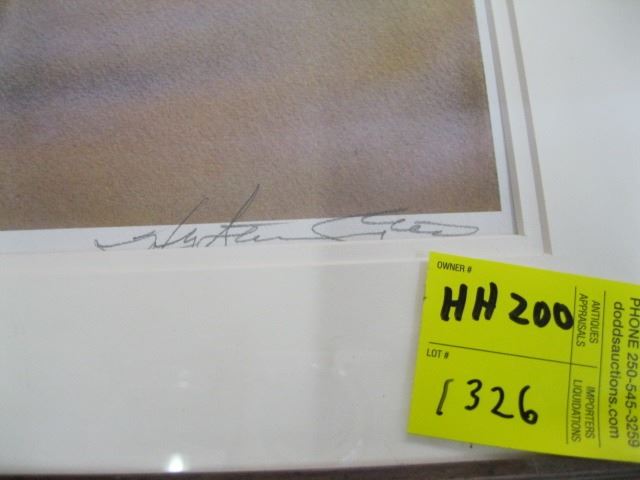 OWNER #
HH 200
LOT #
1326
ANTIQUES
APPRAISALS
IMPORTERS
LIQUIDATIONS
PHONE 250-545-3259
doddsauctions.com